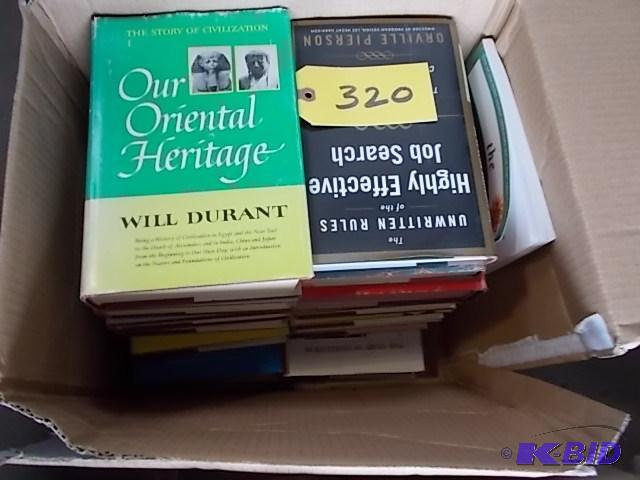 THE STORY OF CIVILIZATION
I
Our
Oriental
Heritage
WILL DURANT
Being a History of Civilization in Egypt and the Near East
to the Death of Alexander, and in India, China and Japan
from the Beginning to Our Own Day; with an Introduction
on the Nature and Foundations of Civilization
320
The
UNWRITTEN RULES
of the
Highly Effective
Job Search
ORVILLE PIERSON
the
© K-BID